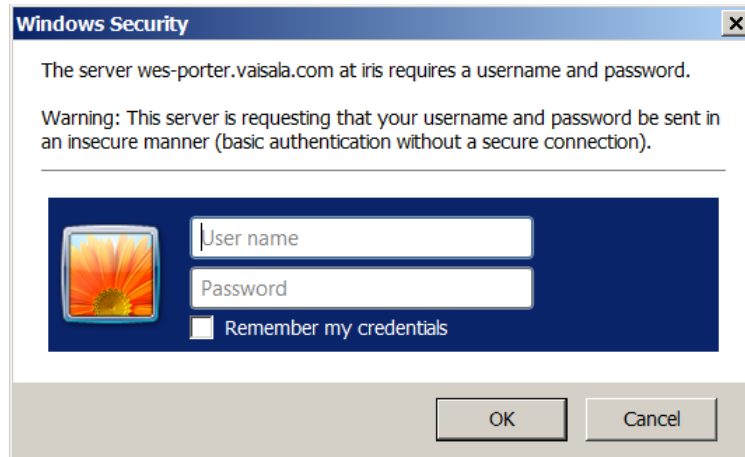 Windows Security
The server wes-porter.vaisala.com at iris requires a username and password.
Warning: This server is requesting that your username and password be sent in
an insecure manner (basic authentication without a secure connection).
User name
Password
Remember my credentials
OK Cancel